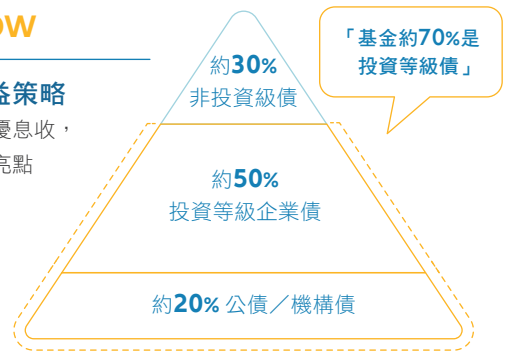 OW
益策略
優息收，
亮點
約30%
非投資級債
「基金約70%是
投資等級債」
約50%
投資等級企業債
約20% 公債／機構債